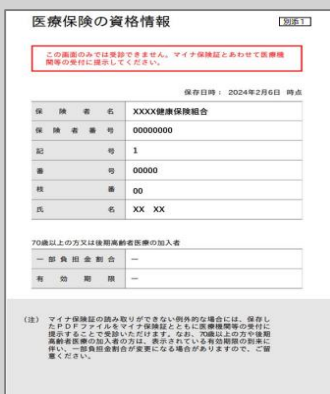 医療保険の資格情報
別添1
この画面のみでは受診できません。マイナ保険証とあわせて医療機
関等の受付に提示してください。
保存日時： 2024年2月6日 時点
保険者名 XXXX健康保険組合
保険者番号 00000000
記号 1
番号 00000
枝番 00
氏名 XX XX
70歳以上の方又は後期高齢者医療の加入者
一部負担金割合 ー
有効期限 ー
（注） マイナ保険証の読み取りができない例外的な場合には、保存し
たPDFファイルをマイナ保険証とともに医療機関等の受付に
提示することで受診いただけます。なお、70歳以上の方や後期
高齢者医療の加入者の方は、表示されている有効期限の到来に
伴い、一部負担金割合が変更になる場合がありますので、ご留
意ください。